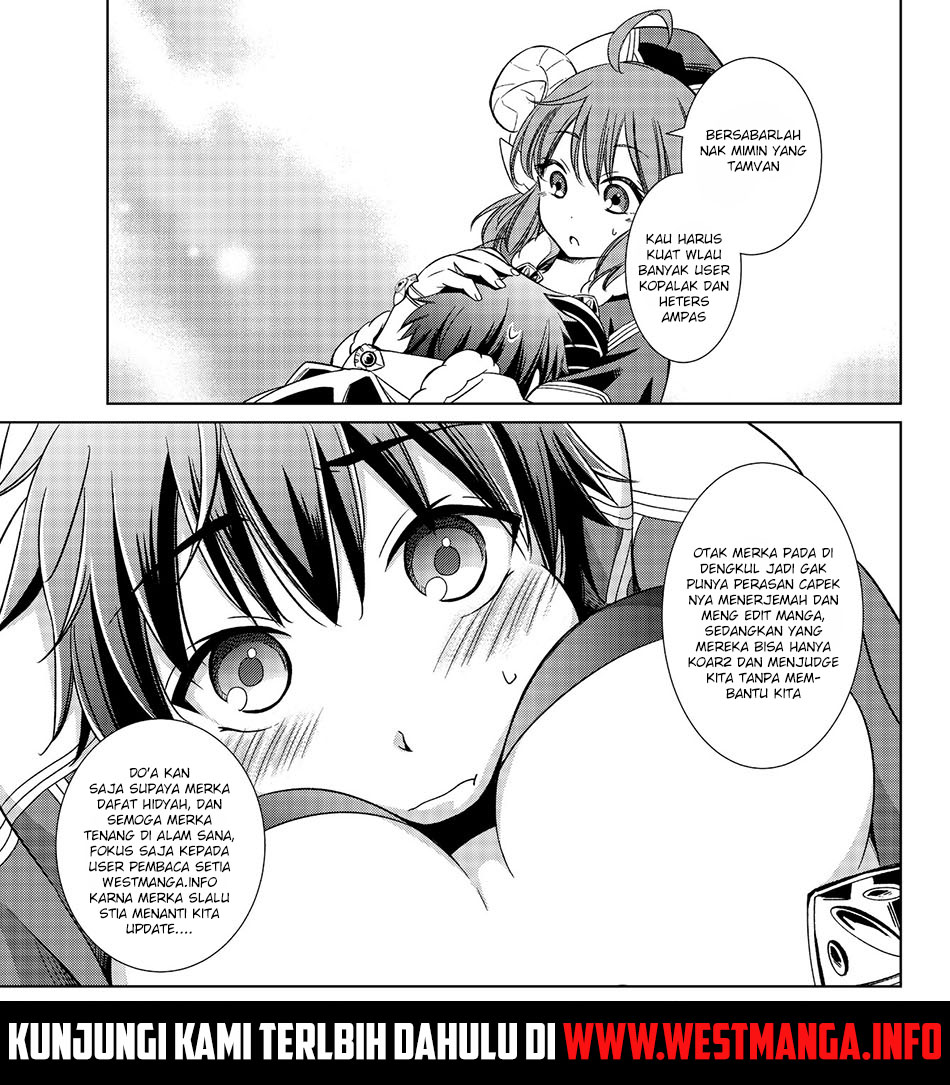 BERSABARLAH
NAK MIMIN YANG
TAMVAN
KAU HARUS
KUAT WLAU
BANYAK USER
KOPALAK DAN
HETERS
AMPAS
OTAK MERKA PADA DI
DENGKUL JADI GAK
PUNYA PERASAN CAPEK
NYA MENERJEMAH DAN
MENG EDIT MANGA,
SEDANGKAN YANG
MEREKA BISA HANYA
KOAR2 DAN MENJUDGE
KITA TANPA MEM-
BANTU KITA
DO'A KAN
SAJA SUPAYA MERKA
DAFAT HIDYAH, DAN
SEMOGA MERKA
TENANG DI ALAM SANA,
FOKUS SAJA KEPADA
USER PEMBACA SETIA
WESTMANGA.INFO
KARNA MERKA SLALU
STIA MENANTI KITA
UPDATE....
KUNJUNGI KAMI TERLBIH DAHULU DI WWW.WESTMANGA.INFO